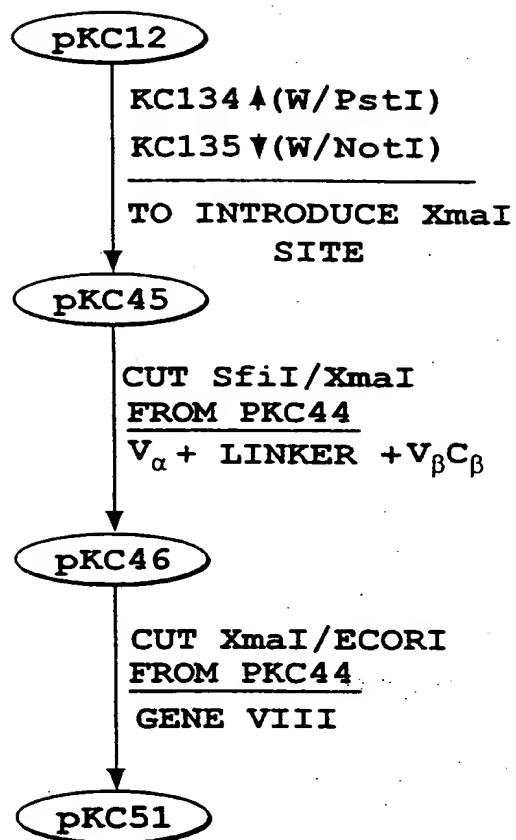 pKC12
KC134▲(W/PstI)
KC135▼(W/NotI)
TO INTRODUCE XmaI
SITE
pKC45
CUT SfiI/XmaI
FROM PKC44
Vα + LINKER +VβCβ
pKC46
CUT XmaI/ECORI
FROM PKC44
GENE VIII
pKC51